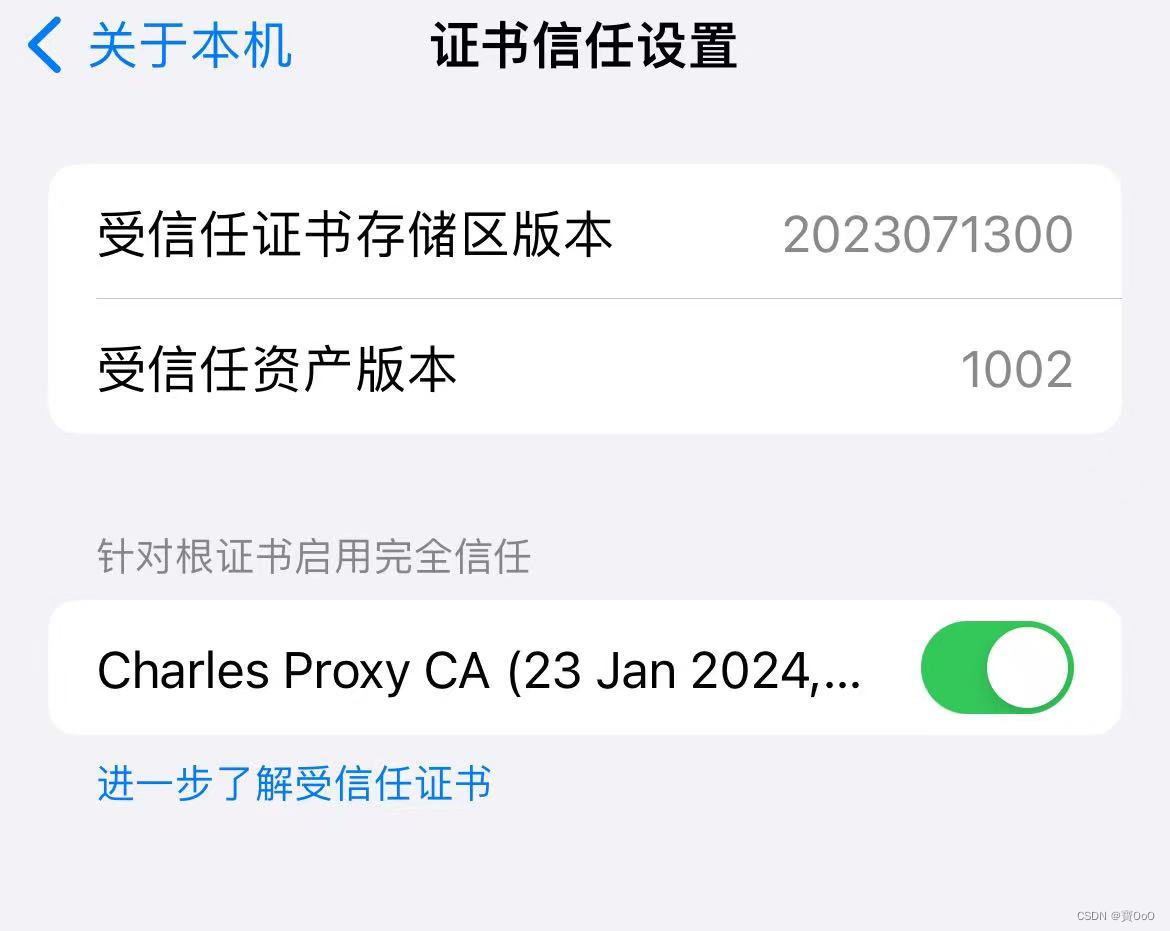 关于本机
证书信任设置
受信任证书存储区版本 2023071300
受信任资产版本 1002
针对根证书启用完全信任
Charles Proxy CA (23 Jan 2024,...
进一步了解受信任证书
CSDN @寶OoO